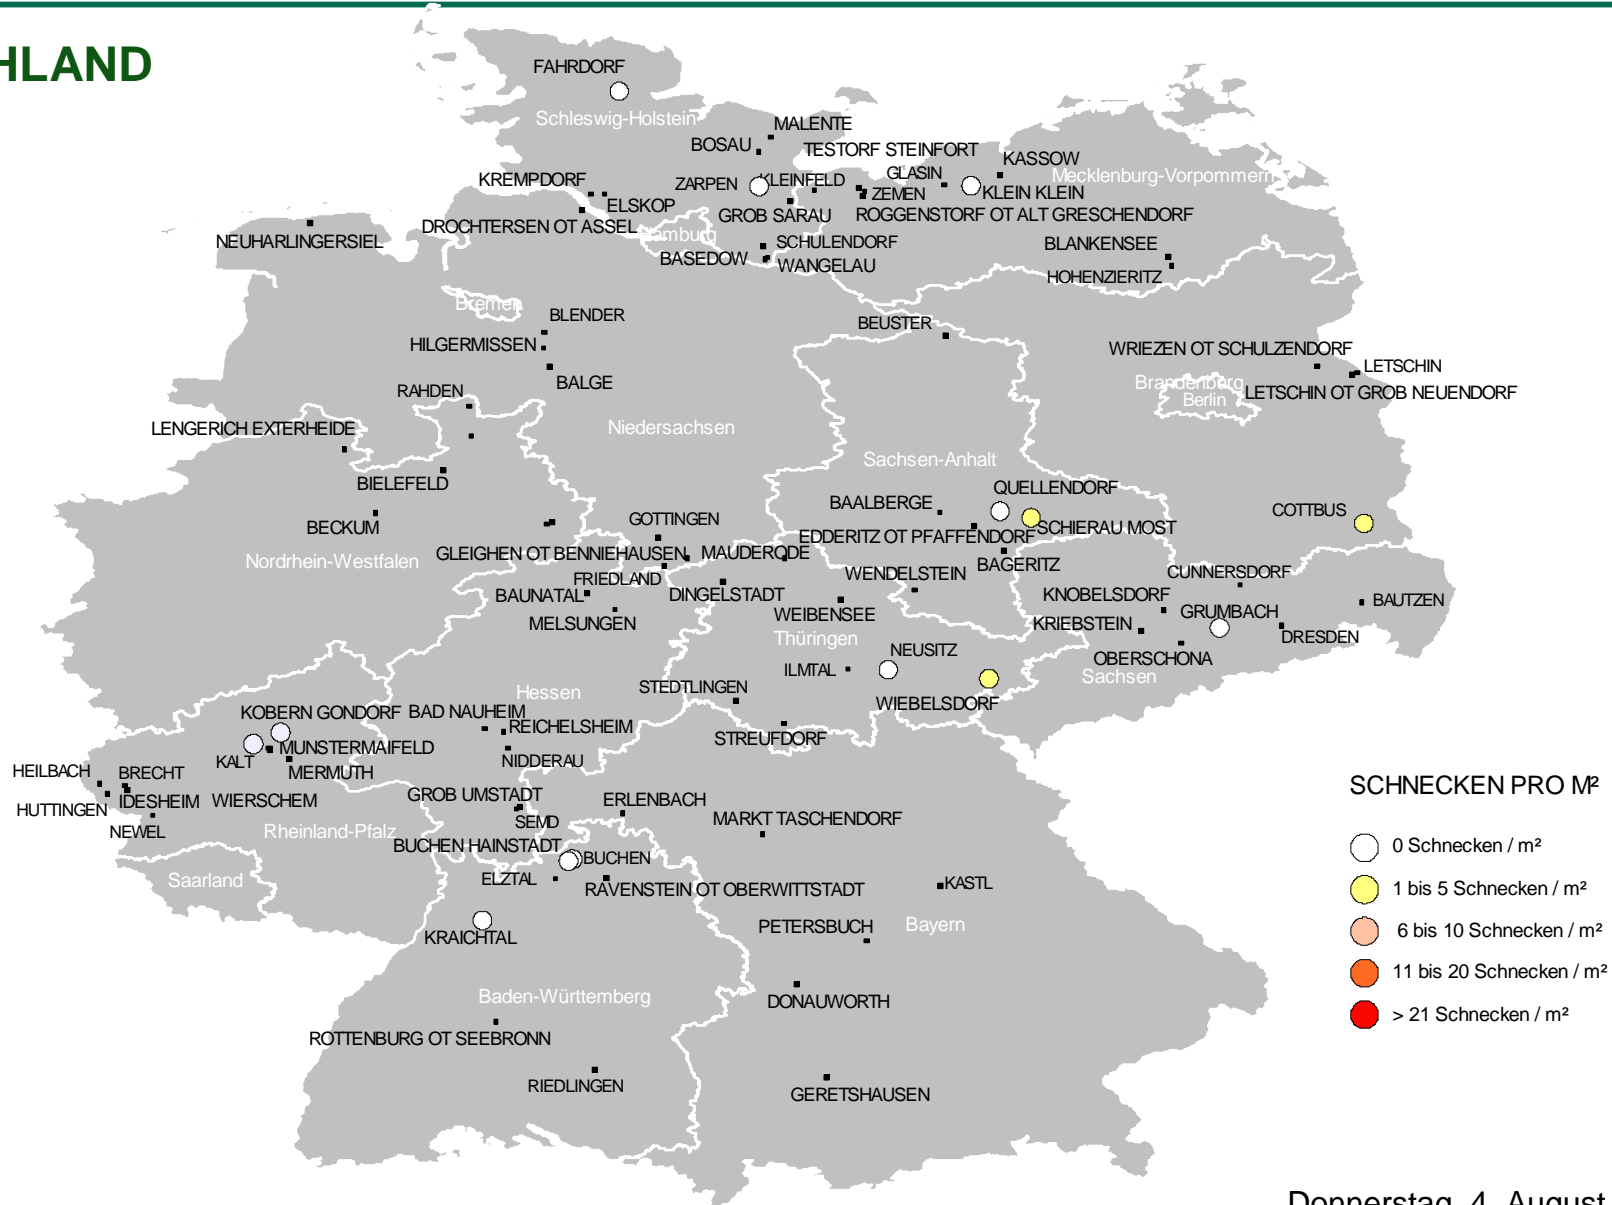 HLAND
FAHRDORF
Schleswig-Holstein
MALENTE
BOSAU
TESTORF STEINFORT
KASSOW
KREMPDORF
ZARPEN
KLEINFELD
GLASIN
Mecklenburg-Vorpommern
ELSKOP
ZEMEN
KLEIN KLEIN
GROB SARAU
ROGGENSTORF OT ALT GRESCHENDORF
DROCHTERSEN OT ASSEL
Hamburg
NEUHARLINGERSIEL
SCHULENDORF
BLANKENSEE
BASEDOW
WANGELAU
HOHENZIERITZ
Bremen
BLENDER
BEUSTER
HILGERMISSEN
WRIEZEN OT SCHULZENDORF
LETSCHIN
BALGE
Brandenburg
RAHDEN
Berlin
LETSCHIN OT GROB NEUENDORF
LENGERICH EXTERHEIDE
Niedersachsen
Sachsen-Anhalt
BIELEFELD
QUELLENDORF
BAALBERGE
COTTBUS
BECKUM
GOTTINGEN
SCHIERAU MOST
EDDERITZ OT PFAFFENDORF
GLEIGHEN OT BENNIEHAUSEN
MAUDERODE
Nordrhein-Westfalen
BAGERITZ
FRIEDLAND
WENDELSTEIN
CUNNERSDORF
BAUNATAL
DINGELSTADT
KNOBELSDORF
BAUTZEN
WEIBENSEE
GRUMBACH
MELSUNGEN
KRIEBSTEIN
Thüringen
DRESDEN
NEUSITZ
OBERSCHONA
ILMTAL
Sachsen
STEDTLINGEN
Hessen
WIEBELSDORF
KOBERN GONDORF
BAD NAUHEIM
REICHELSHEIM
STREUFDORF
MUNSTERMAIFELD
KALT
NIDDERAU
MERMUTH
HEILBACH
BRECHT
SCHNECKEN PRO M²
IDESHEIM
WIERSCHEM
GROB UMSTADT
ERLENBACH
HUTTINGEN
SEMD
MARKT TASCHENDORF
NEWEL
Rheinland-Pfalz
BUCHEN HAINSTADT
0 Schnecken / m²
BUCHEN
Saarland
ELZTAL
RAVENSTEIN OT OBERWITTSTADT
KASTL
1 bis 5 Schnecken / m²
PETERSBUCH
Bayern
6 bis 10 Schnecken / m²
KRAICHTAL
11 bis 20 Schnecken / m²
Baden-Württemberg
DONAUWORTH
> 21 Schnecken / m²
ROTTENBURG OT SEEBRONN
RIEDLINGEN
GERETSHAUSEN
Donnerstag, 4. August